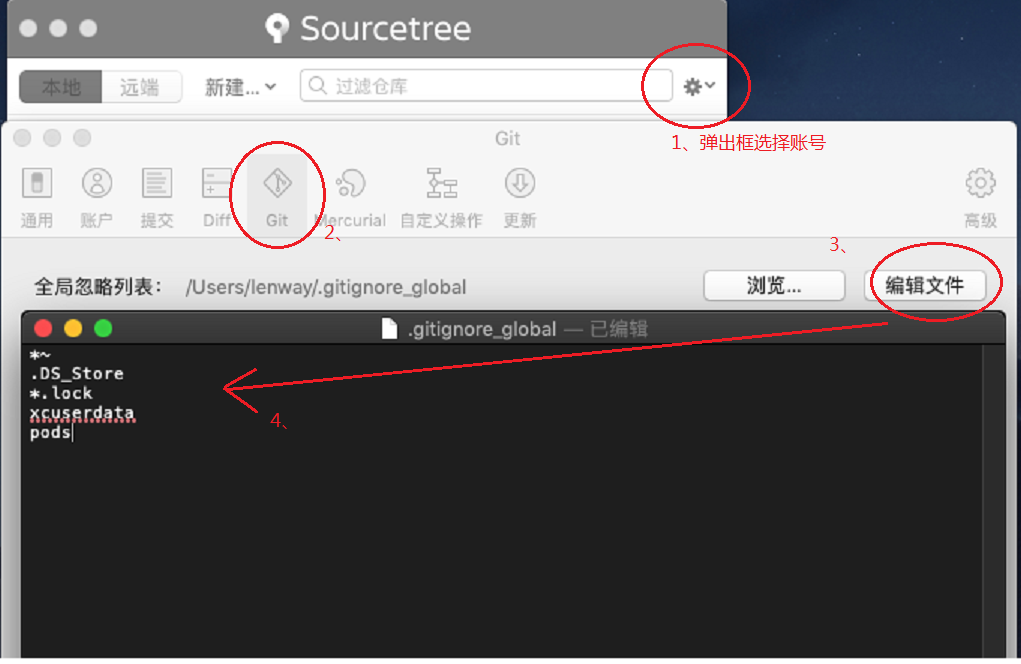 Sourcetree
本地 远端 新建... 过滤仓库
1、弹出框选择账号
Git
通用 账户 提交 Diff Git Mercurial 自定义操作 更新 高级
2、
3、
全局忽略列表: /Users/lenway/.gitignore_global 浏览... 编辑文件
.gitignore_global — 已编辑
*~
.DS_Store
*.lock
xcuserdata
4、
pods